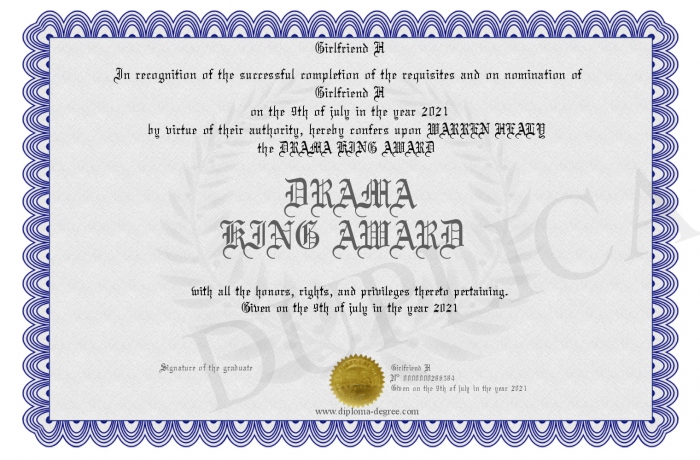 Girlfriend H
In recognition of the successful completion of the requisites and on nomination of
Girlfriend H
on the 9th of july in the year 2021
by virtue of their authority, hereby confers upon WARREN HEALY
the DRAMA KING AWARD
DRAMA
KING AWARD
with all the honors, rights, and privileges thereto pertaining.
Given on the 9th of july in the year 2021
DUPLICA
Signature of the graduate
Girlfriend H
Given on the 9th of july in the year 2021
www.diploma-degree.com